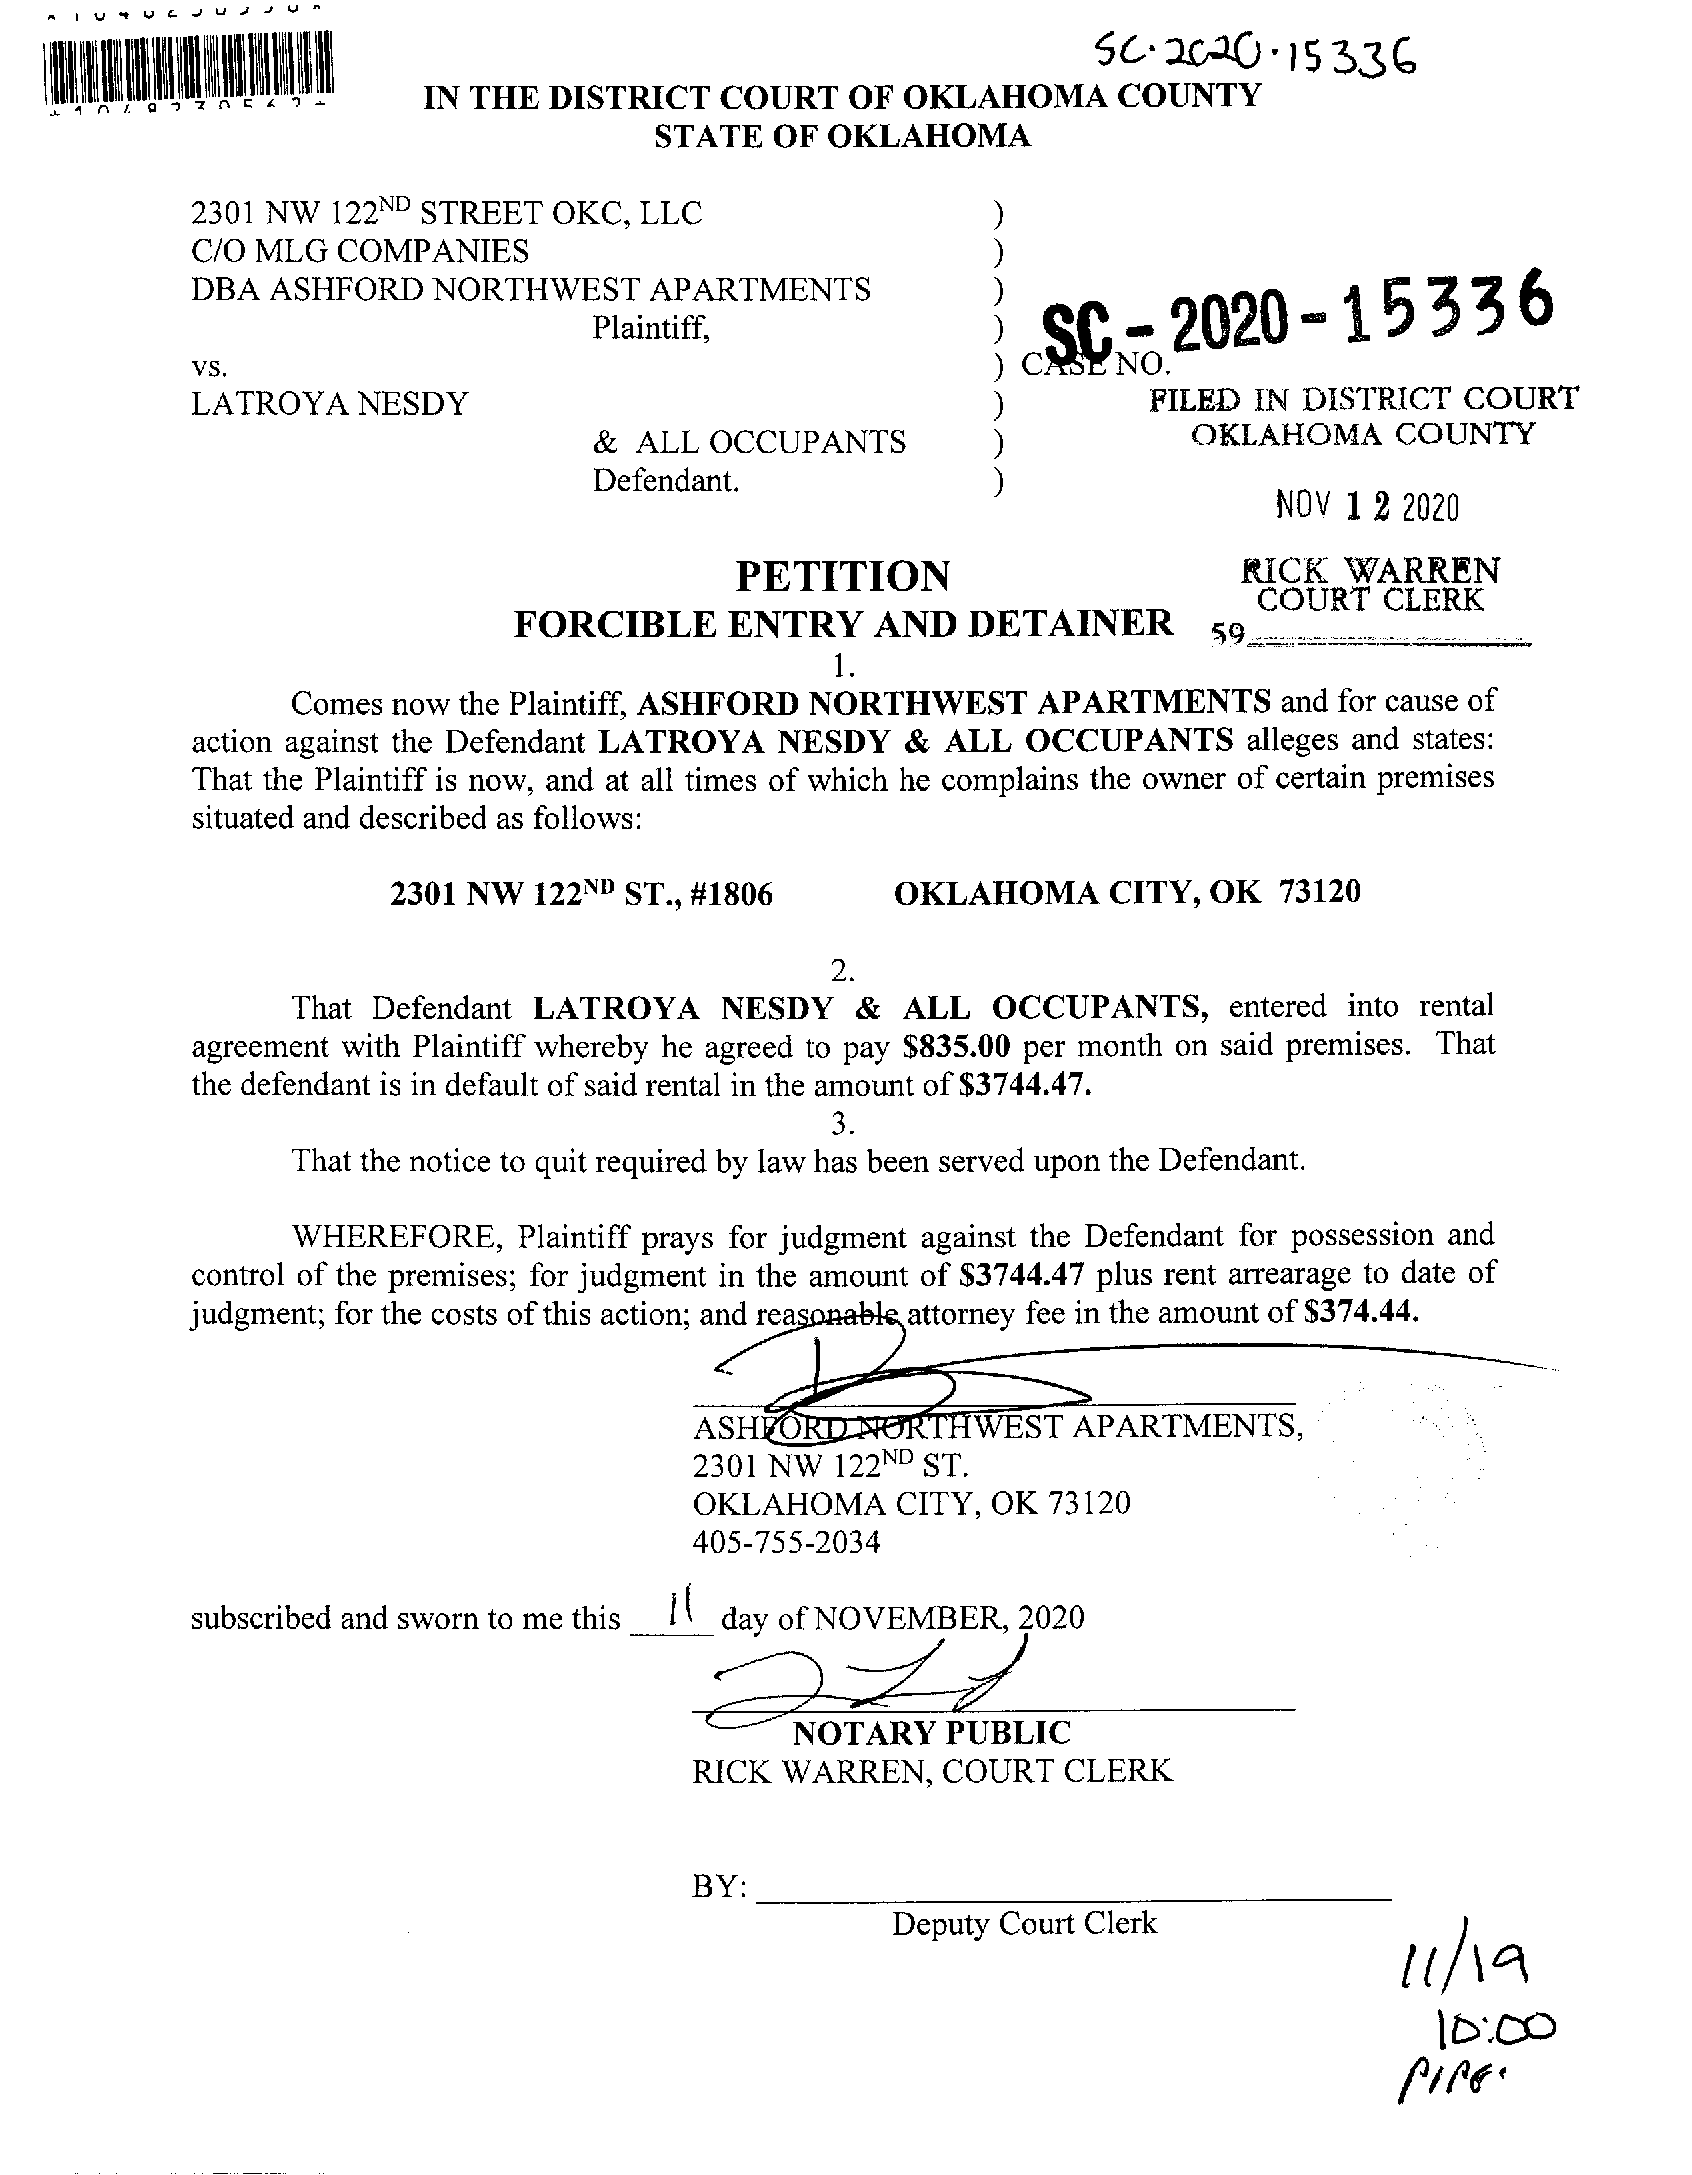 SC-2020-15336
IN THE DISTRICT COURT OF OKLAHOMA COUNTY
STATE OF OKLAHOMA
2301 NW 122ND STREET OKC, LLC )
C/O MLG COMPANIES )
DBA ASHFORD NORTHWEST APARTMENTS )
Plaintiff, ) SC-2020-15336
vs. ) CASE NO.
LATROYA NESDY ) FILED IN DISTRICT COURT
& ALL OCCUPANTS ) OKLAHOMA COUNTY
Defendant. )
NOV 12 2020
PETITION RICK WARREN
COURT CLERK
FORCIBLE ENTRY AND DETAINER 59
1.
Comes now the Plaintiff, ASHFORD NORTHWEST APARTMENTS and for cause of
action against the Defendant LATROYA NESDY & ALL OCCUPANTS alleges and states:
That the Plaintiff is now, and at all times of which he complains the owner of certain premises
situated and described as follows:
2301 NW 122ND ST., #1806 OKLAHOMA CITY, OK 73120
2.
That Defendant LATROYA NESDY & ALL OCCUPANTS, entered into rental
agreement with Plaintiff whereby he agreed to pay $835.00 per month on said premises. That
the defendant is in default of said rental in the amount of $3744.47.
3.
That the notice to quit required by law has been served upon the Defendant.
WHEREFORE, Plaintiff prays for judgment against the Defendant for possession and
control of the premises; for judgment in the amount of $3744.47 plus rent arrearage to date of
judgment; for the costs of this action; and reasonable attorney fee in the amount of $374.44.
ASHFORD NORTHWEST APARTMENTS,
2301 NW 122ND ST.
OKLAHOMA CITY, OK 73120
405-755-2034
subscribed and sworn to me this 11 day of NOVEMBER, 2020
NOTARY PUBLIC
RICK WARREN, COURT CLERK
BY:
Deputy Court Clerk
11/19
10:00